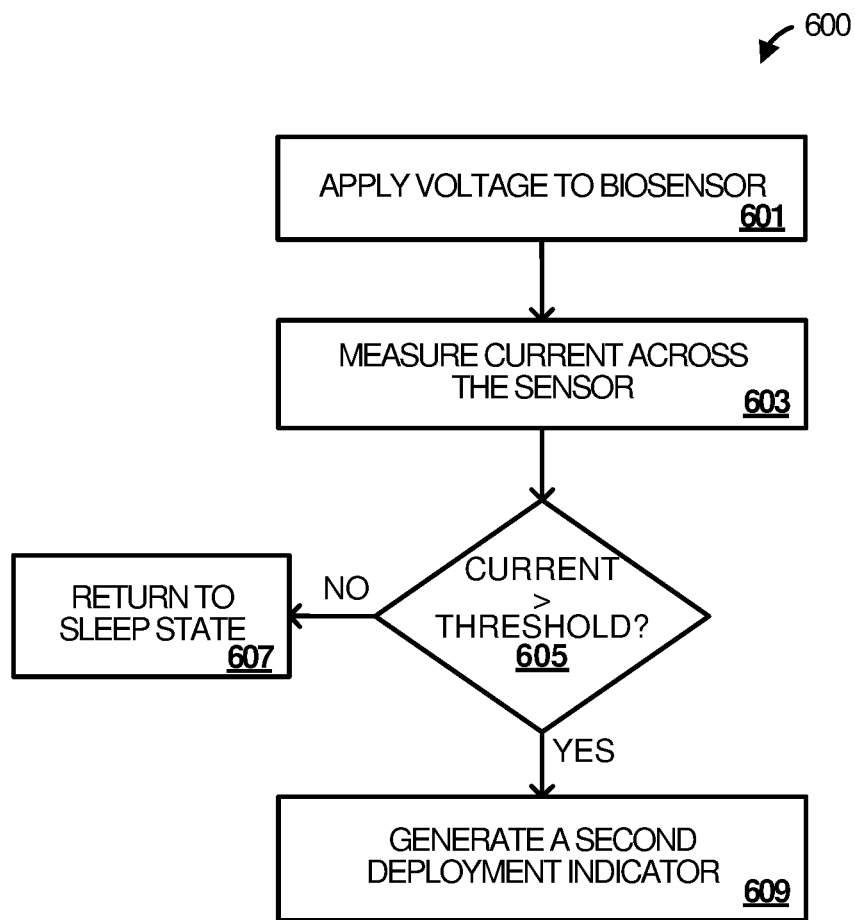 600
APPLY VOLTAGE TO BIOSENSOR
601
MEASURE CURRENT ACROSS
THE SENSOR
603
CURRENT
>
THRESHOLD?
605
NO
RETURN TO
SLEEP STATE
607
YES
GENERATE A SECOND
DEPLOYMENT INDICATOR
609